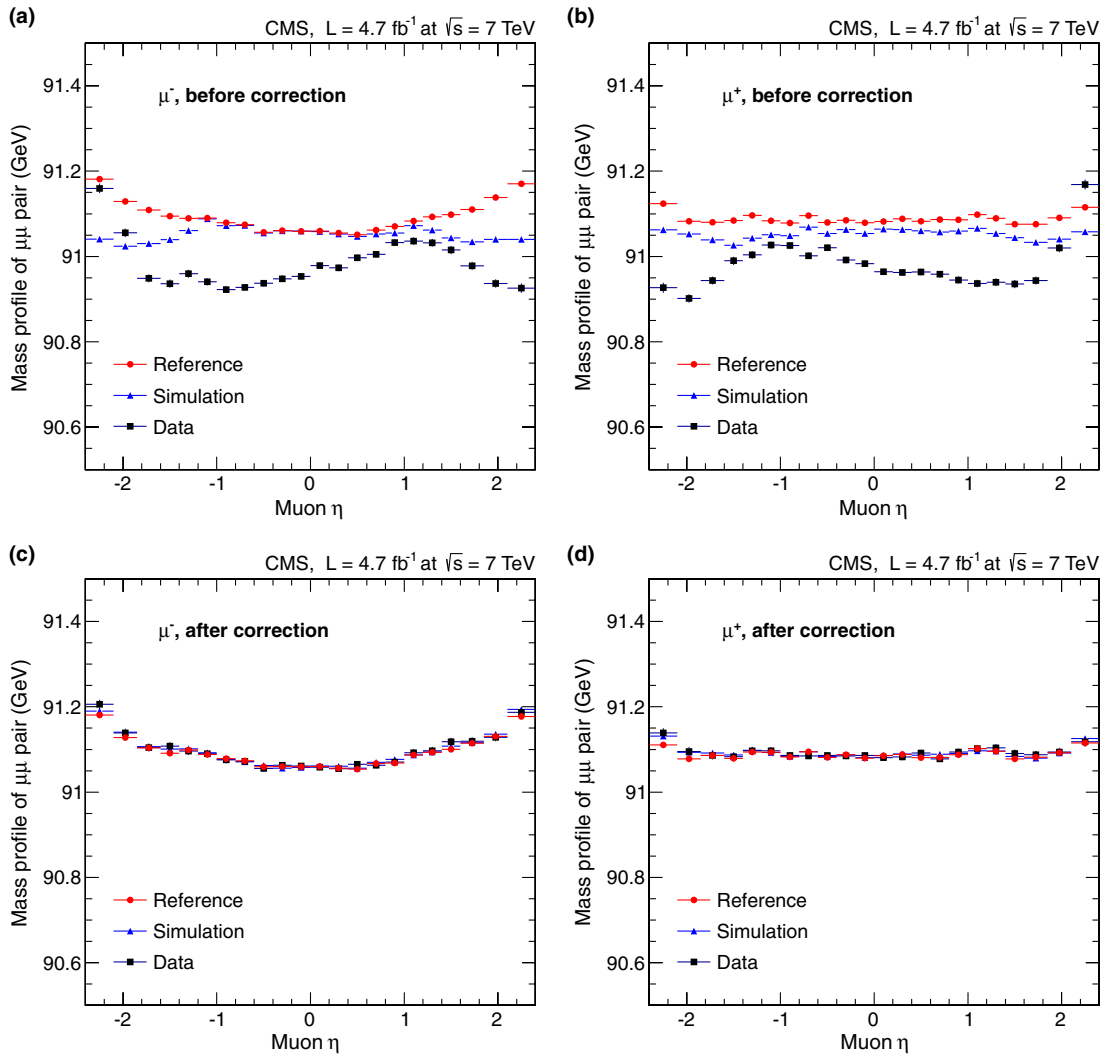 (a)
CMS, L = 4.7 fb⁻¹ at √s = 7 TeV
μ⁻, before correction
Mass profile of μμ pair (GeV)
91.4
91.2
91
90.8
90.6
Reference
Simulation
Data
-2 -1 0 1 2
Muon η
(b)
CMS, L = 4.7 fb⁻¹ at √s = 7 TeV
μ⁺, before correction
Mass profile of μμ pair (GeV)
91.4
91.2
91
90.8
90.6
Reference
Simulation
Data
-2 -1 0 1 2
Muon η
(c)
CMS, L = 4.7 fb⁻¹ at √s = 7 TeV
μ⁻, after correction
Mass profile of μμ pair (GeV)
91.4
91.2
91
90.8
90.6
Reference
Simulation
Data
-2 -1 0 1 2
Muon η
(d)
CMS, L = 4.7 fb⁻¹ at √s = 7 TeV
μ⁺, after correction
Mass profile of μμ pair (GeV)
91.4
91.2
91
90.8
90.6
Reference
Simulation
Data
-2 -1 0 1 2
Muon η